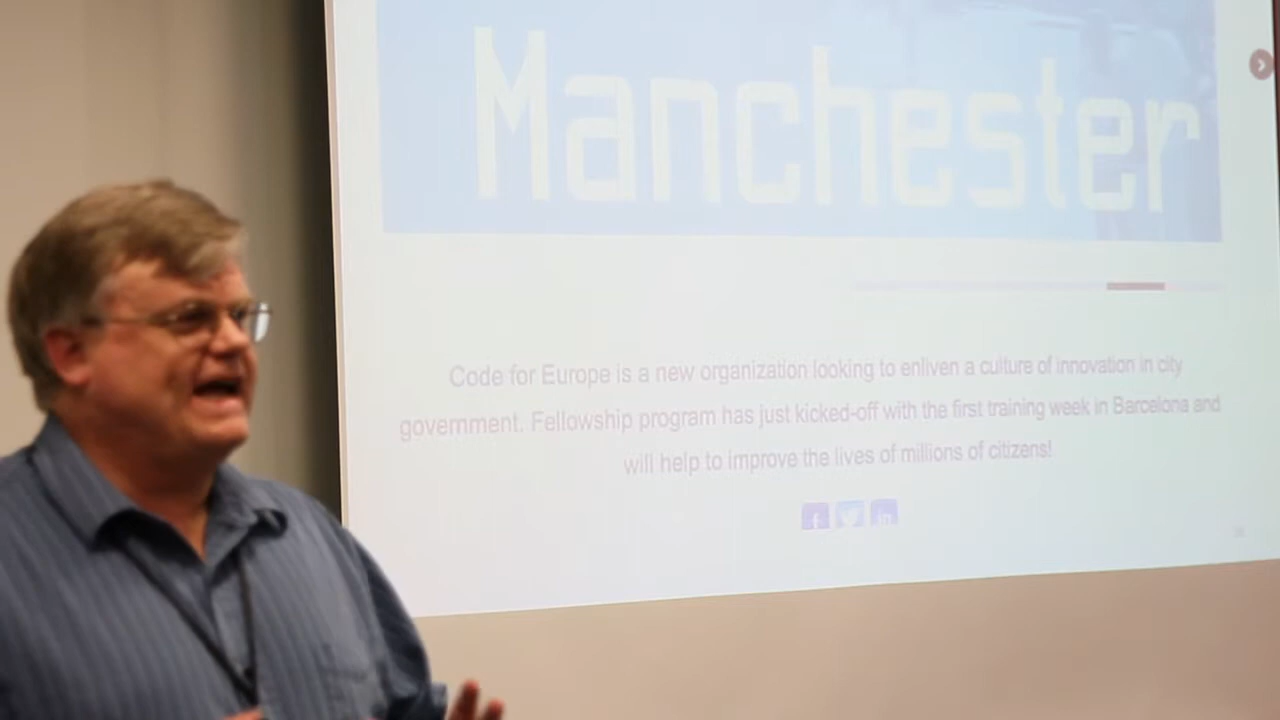 Manchester
Code for Europe is a new organization looking to enliven a culture of innovation in city
government. Fellowship program has just kicked-off with the first training week in Barcelona and
will help to improve the lives of millions of citizens!
f in